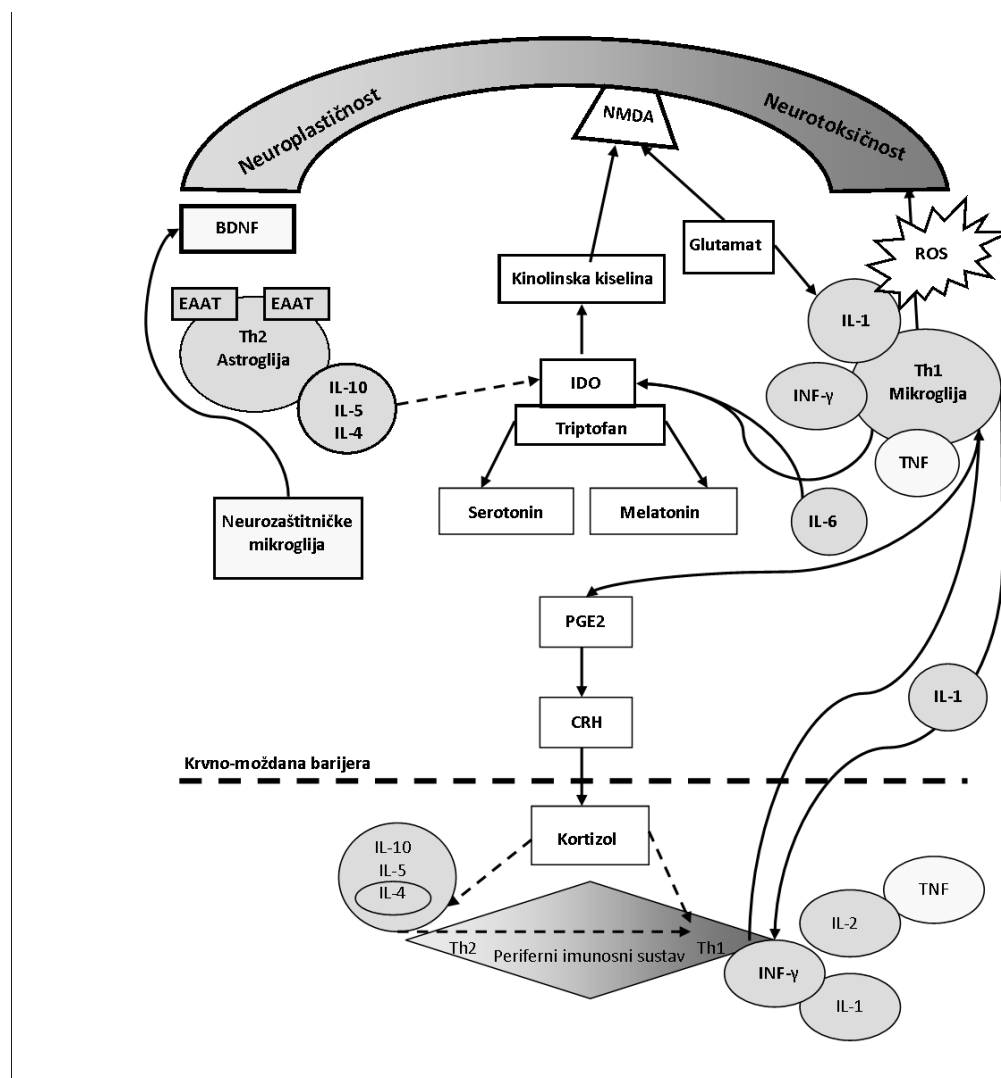 Neuroplastičnost
Neurotoksičnost
NMDA
BDNF
Glutamat
ROS
Kinolinska kiselina
EAAT
EAAT
Th2
Astroglija
IL-1
Th1
Mikroglija
IL-10
IL-5
IL-4
IDO
INF-γ
Triptofan
TNF
Serotonin
Melatonin
IL-6
Neurozaštitničke
mikroglija
PGE2
IL-1
CRH
Krvno-moždana barijera
Kortizol
IL-10
IL-5
IL-4
TNF
IL-2
Th2
Periferni imunosni sustav
Th1
INF-γ
IL-1